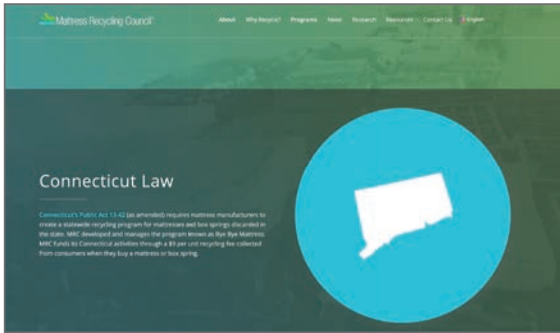 Mattress Recycling Council
About Why Recycle? Programs News Research Resources Contact Us English
Connecticut Law
Connecticut's Public Act 13-42 (as amended) requires mattress manufacturers to
create a statewide recycling program for mattresses and box springs discarded in
the state. MRC developed and manages the program known as Bye Bye Mattress.
MRC funds its Connecticut activities through a $9 per unit recycling fee collected
from consumers when they buy a mattress or box spring.